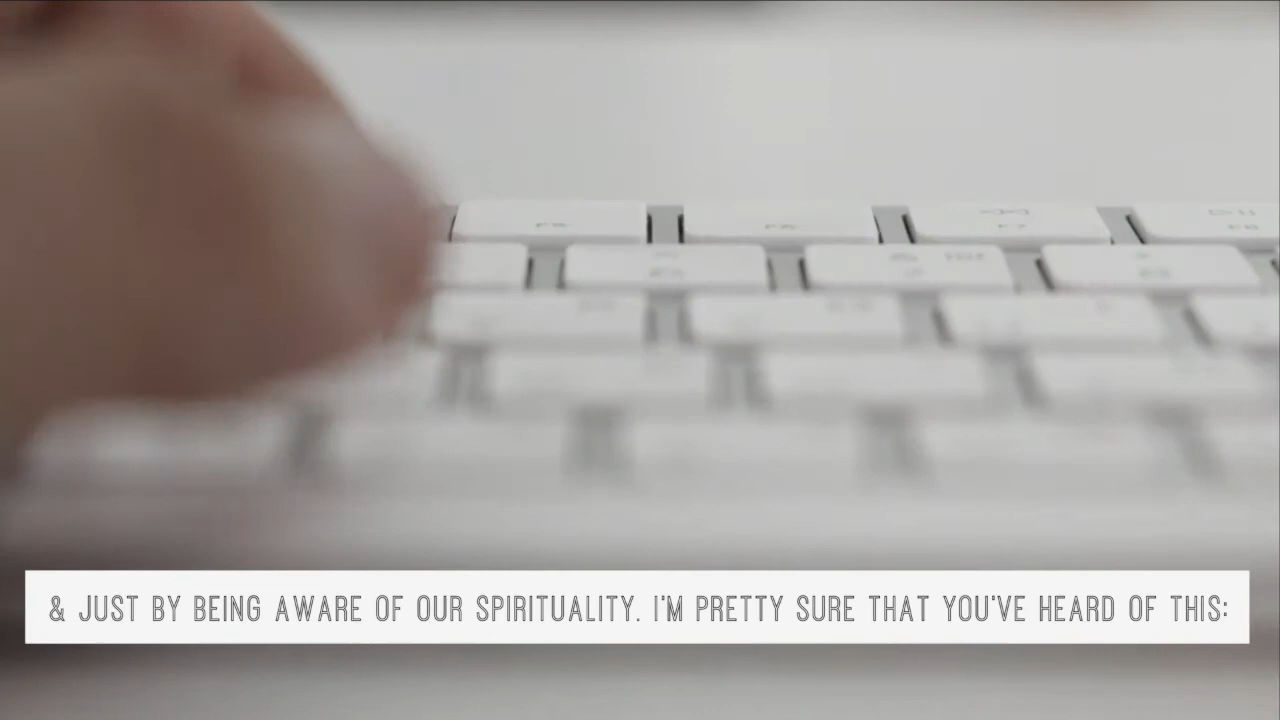 & JUST BY BEING AWARE OF OUR SPIRITUALITY. I'M PRETTY SURE THAT YOU'VE HEARD OF THIS: